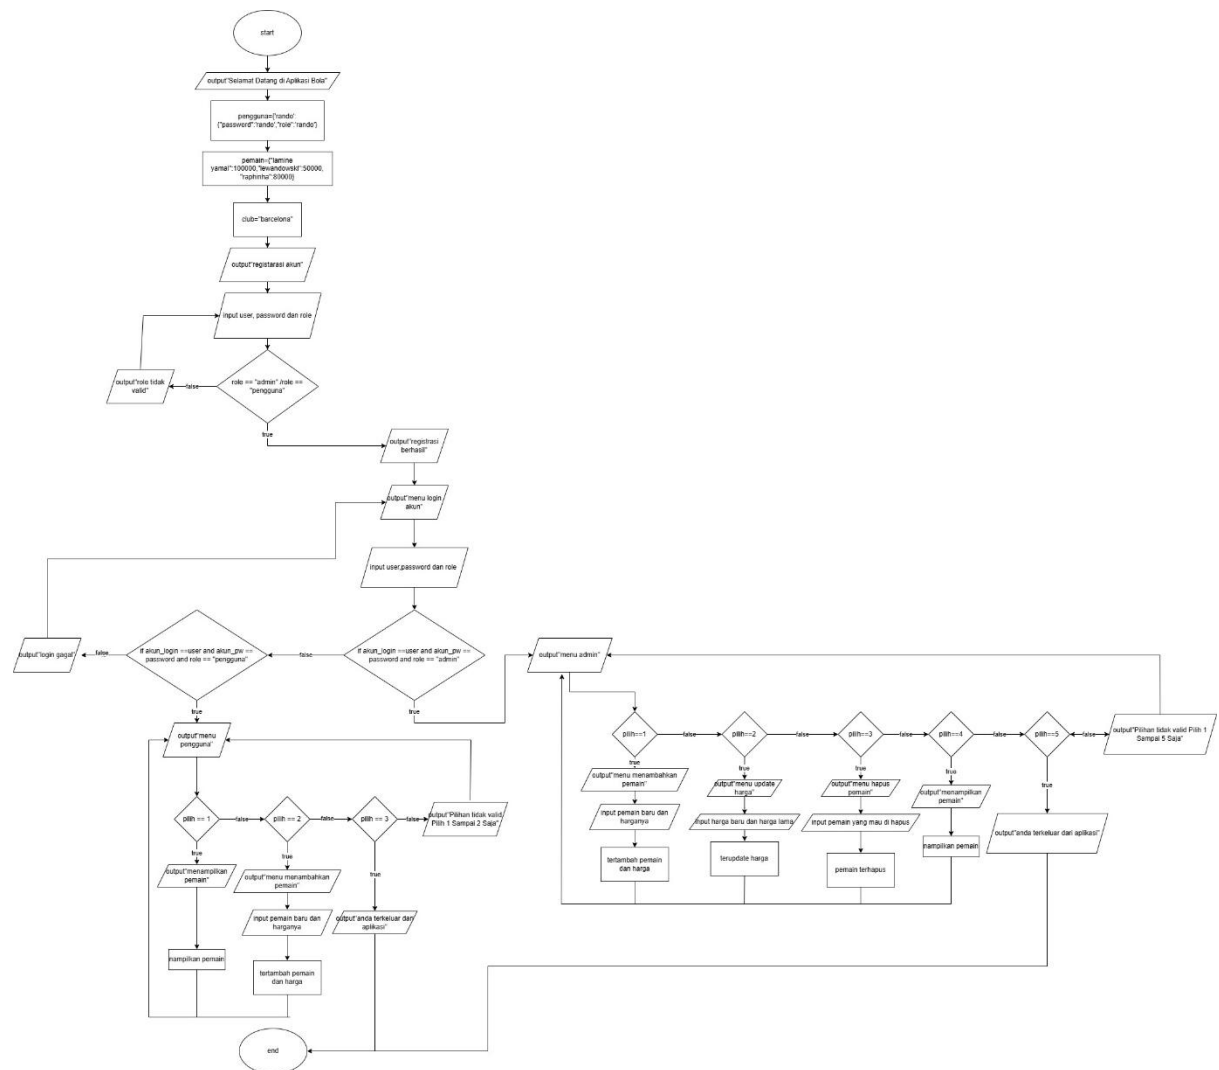 start
output"Selamat Datang di Aplikasi Bola"
pengguna={'rando':
{"password":'rando',"role":'rando'}
pemain={"lamine
yamal":100000,"lewandowski":50000,
"raphinha":80000}
club="barcelona"
output"registarasi akun"
input user, password dan role
role == "admin" /role ==
"pengguna"
false
output"role tidak
valid"
true
output"registrasi
berhasil"
output"menu login
akun"
input user,password dan role
if akun_login ==user and akun_pw ==
password and role == "admin"
false
if akun_login ==user and akun_pw ==
password and role == "pengguna"
false
output"login gagal"
true
true
output"menu
pengguna"
pilih == 1
false
pilih == 2
false
pilih == 3
false
output"Pilihan tidak valid
Pilih 1 Sampai 2 Saja"
true
true
true
output"menampilkan
pemain"
output"menu menambahkan
pemain"
input pemain baru dan
harganya
output"anda terkeluar dari
aplikasi"
nampilkan pemain
tertambah pemain
dan harga
output"menu admin"
pilih==1
false
pilih==2
false
pilih==3
false
pilih==4
false
pilih==5
false
output"Pilihan tidak valid Pilih 1
Sampai 5 Saja"
true
true
true
true
true
output"menu menambahkan
pemain"
output"menu update
harga"
output"menu hapus
pemain"
output"menampilkan
pemain"
input pemain baru dan
harganya
input harga baru dan harga lama
input pemain yang mau di hapus
nampilkan pemain
output"anda terkeluar dari aplikasi"
tertambah pemain
dan harga
terupdate harga
pemain terhapus
end